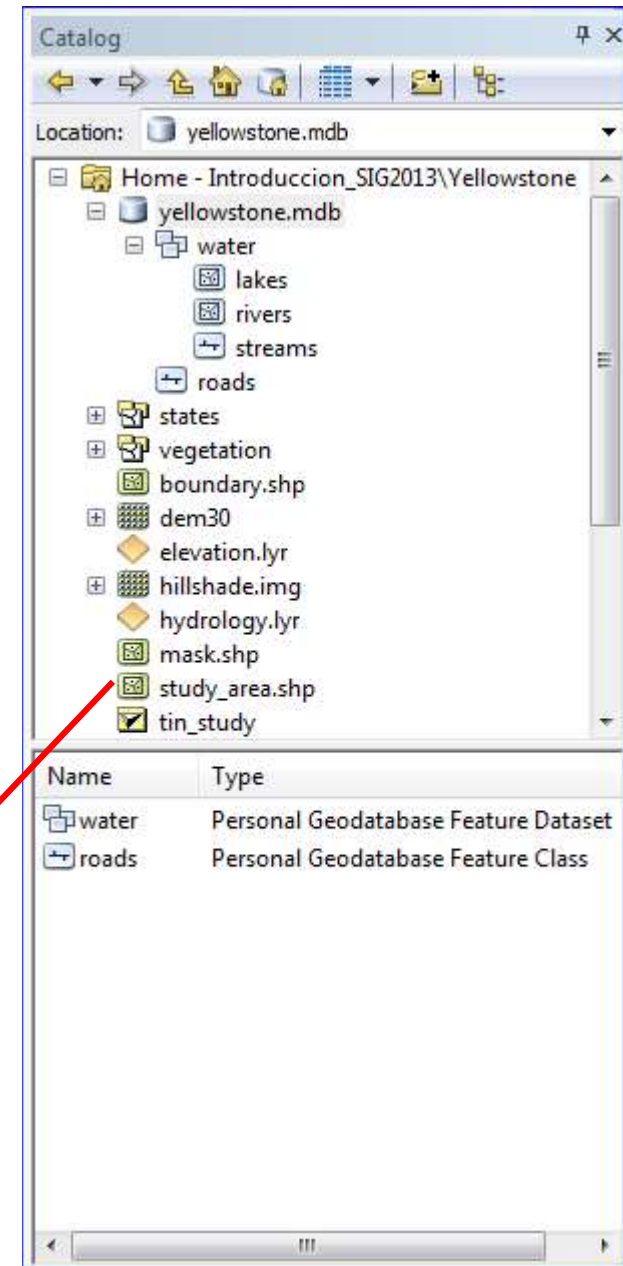 Catalog
Location: yellowstone.mdb
Home - Introduccion_SIG2013\Yellowstone
yellowstone.mdb
water
lakes
rivers
streams
roads
states
vegetation
boundary.shp
dem30
elevation.lyr
hillshade.img
hydrology.lyr
mask.shp
study_area.shp
tin_study
Name Type
water Personal Geodatabase Feature Dataset
roads Personal Geodatabase Feature Class